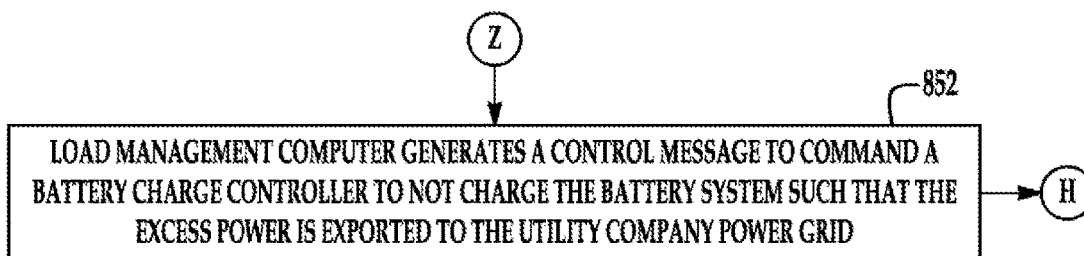 Z
852
LOAD MANAGEMENT COMPUTER GENERATES A CONTROL MESSAGE TO COMMAND A
BATTERY CHARGE CONTROLLER TO NOT CHARGE THE BATTERY SYSTEM SUCH THAT THE
EXCESS POWER IS EXPORTED TO THE UTILITY COMPANY POWER GRID
H